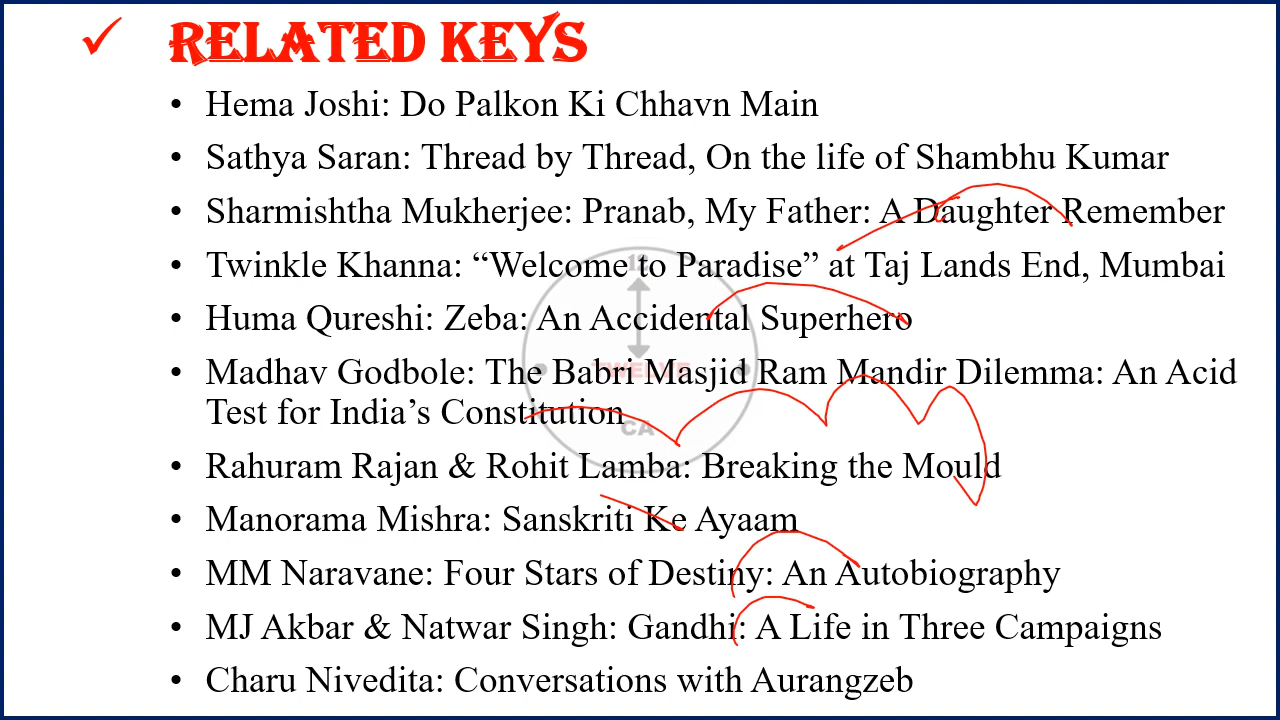 ✓ RELATED KEYS
• Hema Joshi: Do Palkon Ki Chhavn Main
• Sathya Saran: Thread by Thread, On the life of Shambhu Kumar
• Sharmishtha Mukherjee: Pranab, My Father: A Daughter Remember
• Twinkle Khanna: “Welcome to Paradise” at Taj Lands End, Mumbai
• Huma Qureshi: Zeba: An Accidental Superhero
• Madhav Godbole: The Babri Masjid Ram Mandir Dilemma: An Acid
Test for India’s Constitution
• Rahuram Rajan & Rohit Lamba: Breaking the Mould
• Manorama Mishra: Sanskriti Ke Ayaam
• MM Naravane: Four Stars of Destiny: An Autobiography
• MJ Akbar & Natwar Singh: Gandhi: A Life in Three Campaigns
• Charu Nivedita: Conversations with Aurangzeb
12
TWELVE
CA